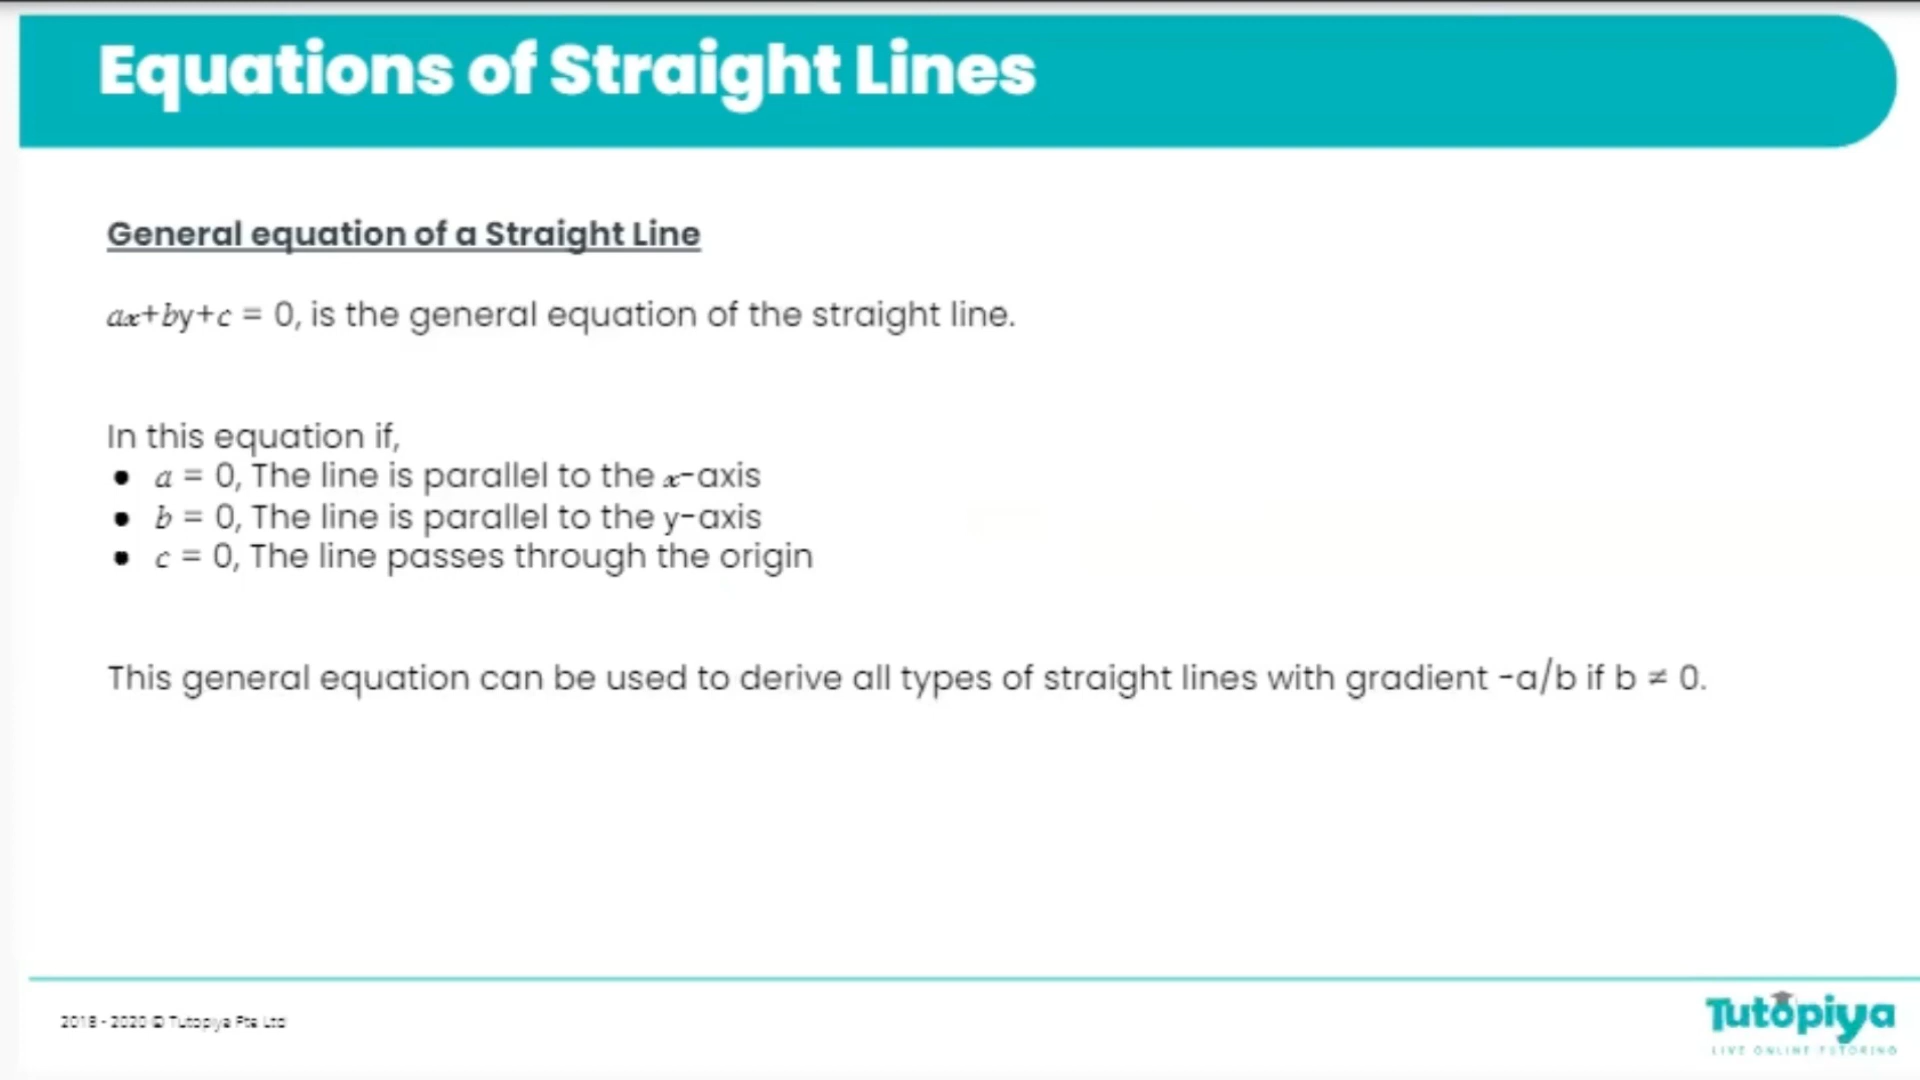 Equations of Straight Lines
General equation of a Straight Line
ax+by+c = 0, is the general equation of the straight line.
In this equation if,
● a = 0, The line is parallel to the x-axis
● b = 0, The line is parallel to the y-axis
● c = 0, The line passes through the origin
This general equation can be used to derive all types of straight lines with gradient -a/b if b ≠ 0.
2018 - 2020 © Tutopiya Pte Ltd
Tutopiya
LIVE ONLINE TUTORING